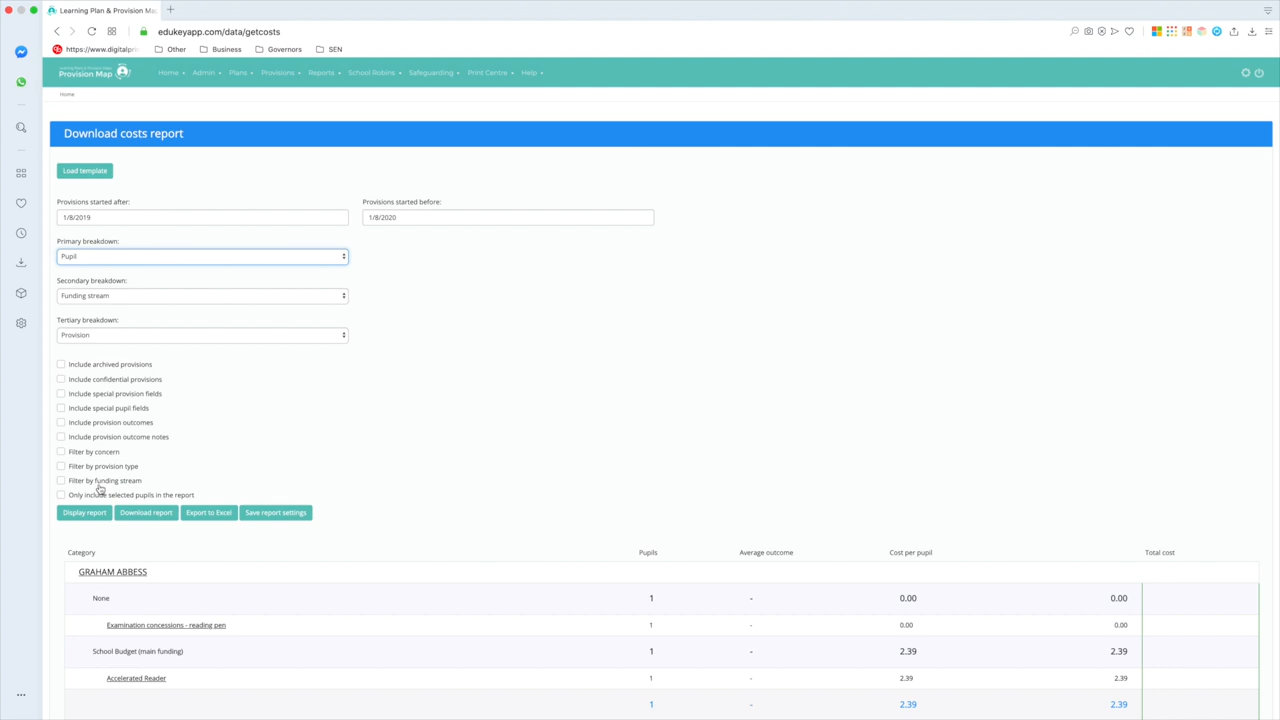 Learning Plan & Provision Ma
edukeyapp.com/data/getcosts
https://www.digitalpri
Other
Business
Governors
SEN
Learning Plan & Provision Map
Provision Map
Home
Admin
Plans
Provisions
Reports
School Robins
Safeguarding
Print Centre
Help
Home
Download costs report
Load template
Provisions started after:
Provisions started before:
1/8/2019
1/8/2020
Primary breakdown:
Pupil
Secondary breakdown:
Funding stream
Tertiary breakdown:
Provision
Include archived provisions
Include confidential provisions
Include special provision fields
Include special pupil fields
Include provision outcomes
Include provision outcome notes
Filter by concern
Filter by provision type
Filter by funding stream
Only include selected pupils in the report
Display report
Download report
Export to Excel
Save report settings
Category Pupils Average outcome Cost per pupil Total cost
GRAHAM ABBESS
None 1 - 0.00 0.00
Examination concessions - reading pen 1 - 0.00 0.00
School Budget (main funding) 1 - 2.39 2.39
Accelerated Reader 1 - 2.39 2.39
1 - 2.39 2.39